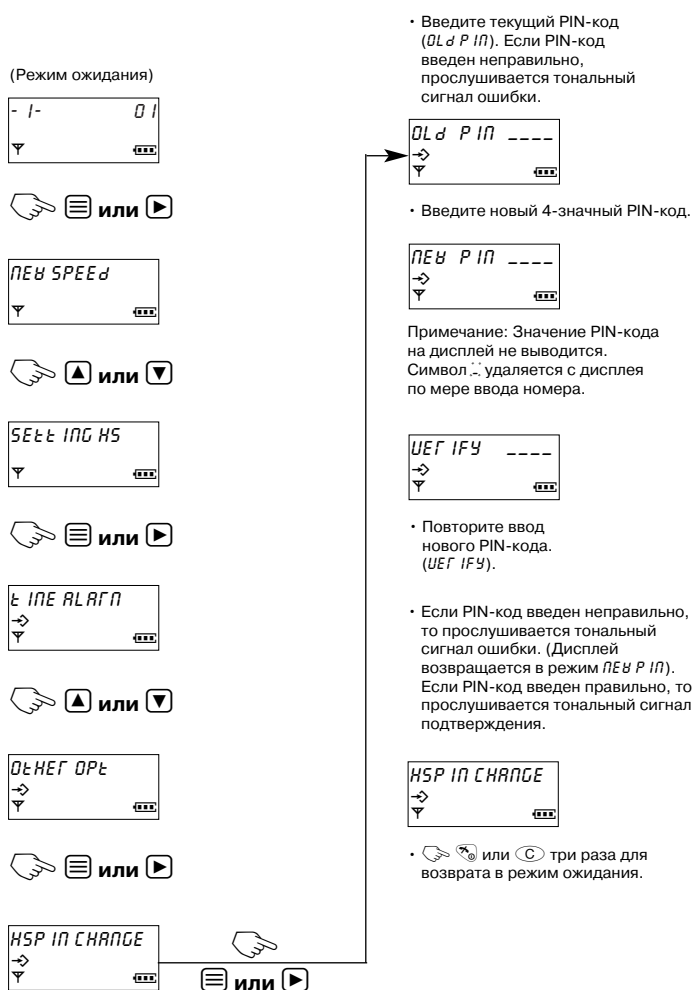 (Режим ожидания)
- 1- 01
или
NEW SPEEd
или
SEtt ING HS
или
t IME ALArM
или
OtHEr OPt
или
HSP IN CHANGE
или
• Введите текущий PIN-код
(OLd P IN). Если PIN-код
введен неправильно,
прослушивается тональный
сигнал ошибки.
OLd P IN _ _ _ _
• Введите новый 4-значный PIN-код.
NEW P IN _ _ _ _
Примечание: Значение PIN-кода
на дисплей не выводится.
Символ _ удаляется с дисплея
по мере ввода номера.
VEr IFY _ _ _ _
• Повторите ввод
нового PIN-кода.
(VEr IFY).
• Если PIN-код введен неправильно,
то прослушивается тональный
сигнал ошибки. (Дисплей
возвращается в режим NEW P IN).
Если PIN-код введен правильно, то
прослушивается тональный сигнал
подтверждения.
HSP IN CHANGE
• или C три раза для
возврата в режим ожидания.